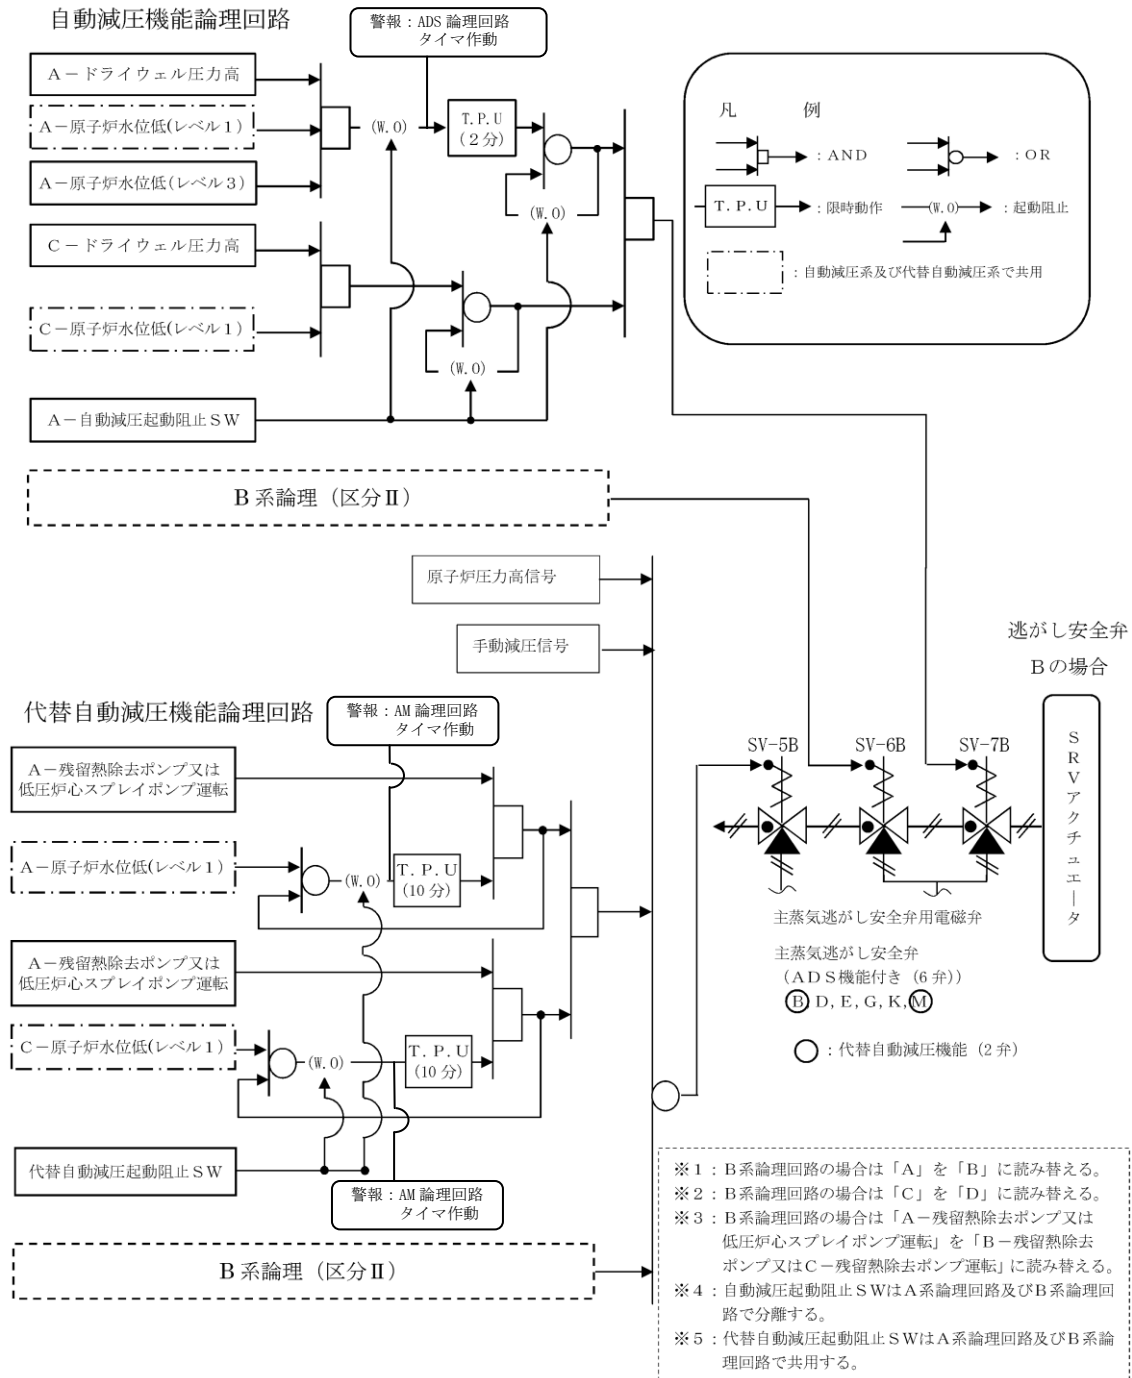 自動減圧機能論理回路
警報：ADS 論理回路
タイマ作動
A－ドライウェル圧力高
A－原子炉水位低(レベル１)
A－原子炉水位低(レベル３)
(W.O)
T.P.U
(２分)
(W.O)
C－ドライウェル圧力高
C－原子炉水位低(レベル１)
(W.O)
A－自動減圧起動阻止ＳＷ
凡　例
：ＡＮＤ
：ＯＲ
T.P.U
：限時動作
(W.O)
：起動阻止
：自動減圧系及び代替自動減圧系で共用
Ｂ系論理（区分Ⅱ）
原子炉圧力高信号
手動減圧信号
逃がし安全弁
Ｂの場合
代替自動減圧機能論理回路
警報：AM 論理回路
タイマ作動
A－残留熱除去ポンプ又は
低圧炉心スプレイポンプ運転
A－原子炉水位低(レベル１)
(W.O)
T.P.U
(10分)
A－残留熱除去ポンプ又は
低圧炉心スプレイポンプ運転
C－原子炉水位低(レベル１)
(W.O)
T.P.U
(10分)
代替自動減圧起動阻止ＳＷ
警報：AM 論理回路
タイマ作動
Ｂ系論理（区分Ⅱ）
SV-5B
SV-6B
SV-7B
ＳＲＶアクチュエータ
主蒸気逃がし安全弁用電磁弁
主蒸気逃がし安全弁
（ＡＤＳ機能付き（6 弁））
B, D, E, G, K, M
：代替自動減圧機能（2 弁）
※１：Ｂ系論理回路の場合は「Ａ」を「Ｂ」に読み替える。
※２：Ｂ系論理回路の場合は「Ｃ」を「Ｄ」に読み替える。
※３：Ｂ系論理回路の場合は「Ａ－残留熱除去ポンプ又は
低圧炉心スプレイポンプ運転」を「Ｂ－残留熱除去
ポンプ又はＣ－残留熱除去ポンプ運転」に読み替える。
※４：自動減圧起動阻止ＳＷはＡ系論理回路及びＢ系論理回
路で分離する。
※５：代替自動減圧起動阻止ＳＷはＡ系論理回路及びＢ系論
理回路で共用する。